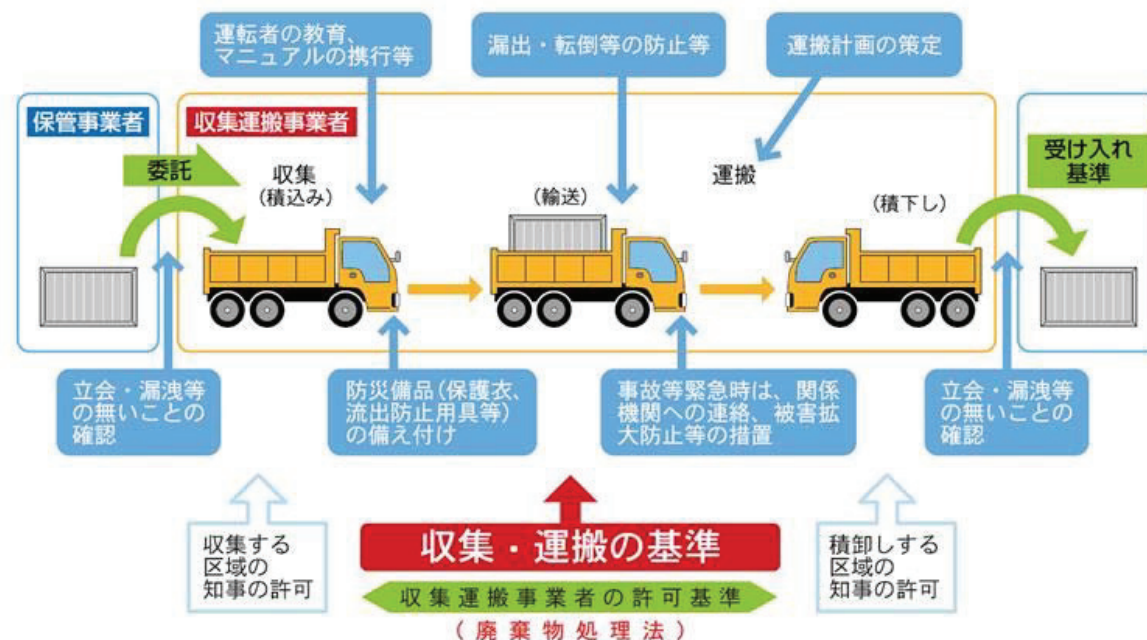 運転者の教育、
マニュアルの携行等
漏出・転倒等の防止等
運搬計画の策定
保管事業者
収集運搬事業者
委託
収集
(積込み)
(輸送)
運搬
(積下し)
受け入れ
基準
立会・漏洩等
の無いことの
確認
防災備品(保護衣、
流出防止用具等)
の備え付け
事故等緊急時は、関係
機関への連絡、被害拡
大防止等の措置
立会・漏洩等
の無いことの
確認
収集する
区域の
知事の許可
収集・運搬の基準
収集運搬事業者の許可基準
(廃棄物処理法)
積卸しする
区域の
知事の許可